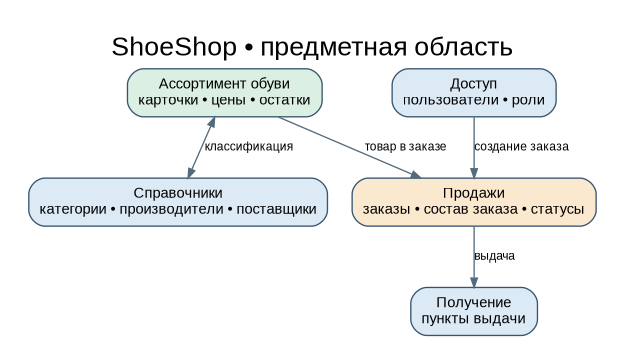 ShoeShop • предметная область
Ассортимент обуви
карточки • цены • остатки
Доступ
пользователи • роли
классификация
товар в заказе
создание заказа
Справочники
категории • производители • поставщики
Продажи
заказы • состав заказа • статусы
выдача
Получение
пункты выдачи